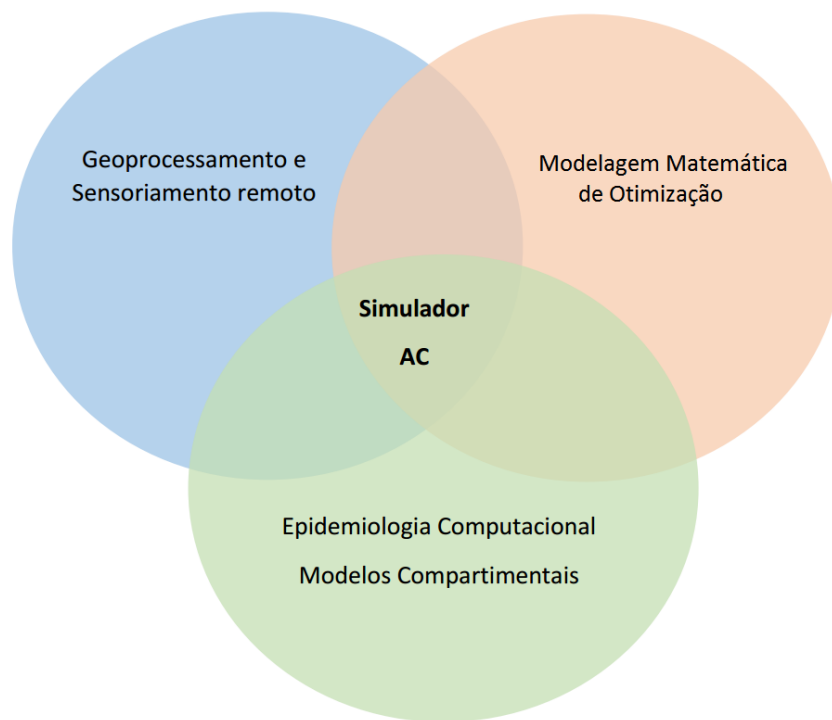 Geoprocessamento e
Sensoriamento remoto
Modelagem Matemática
de Otimização
Simulador
AC
Epidemiologia Computacional
Modelos Compartimentais